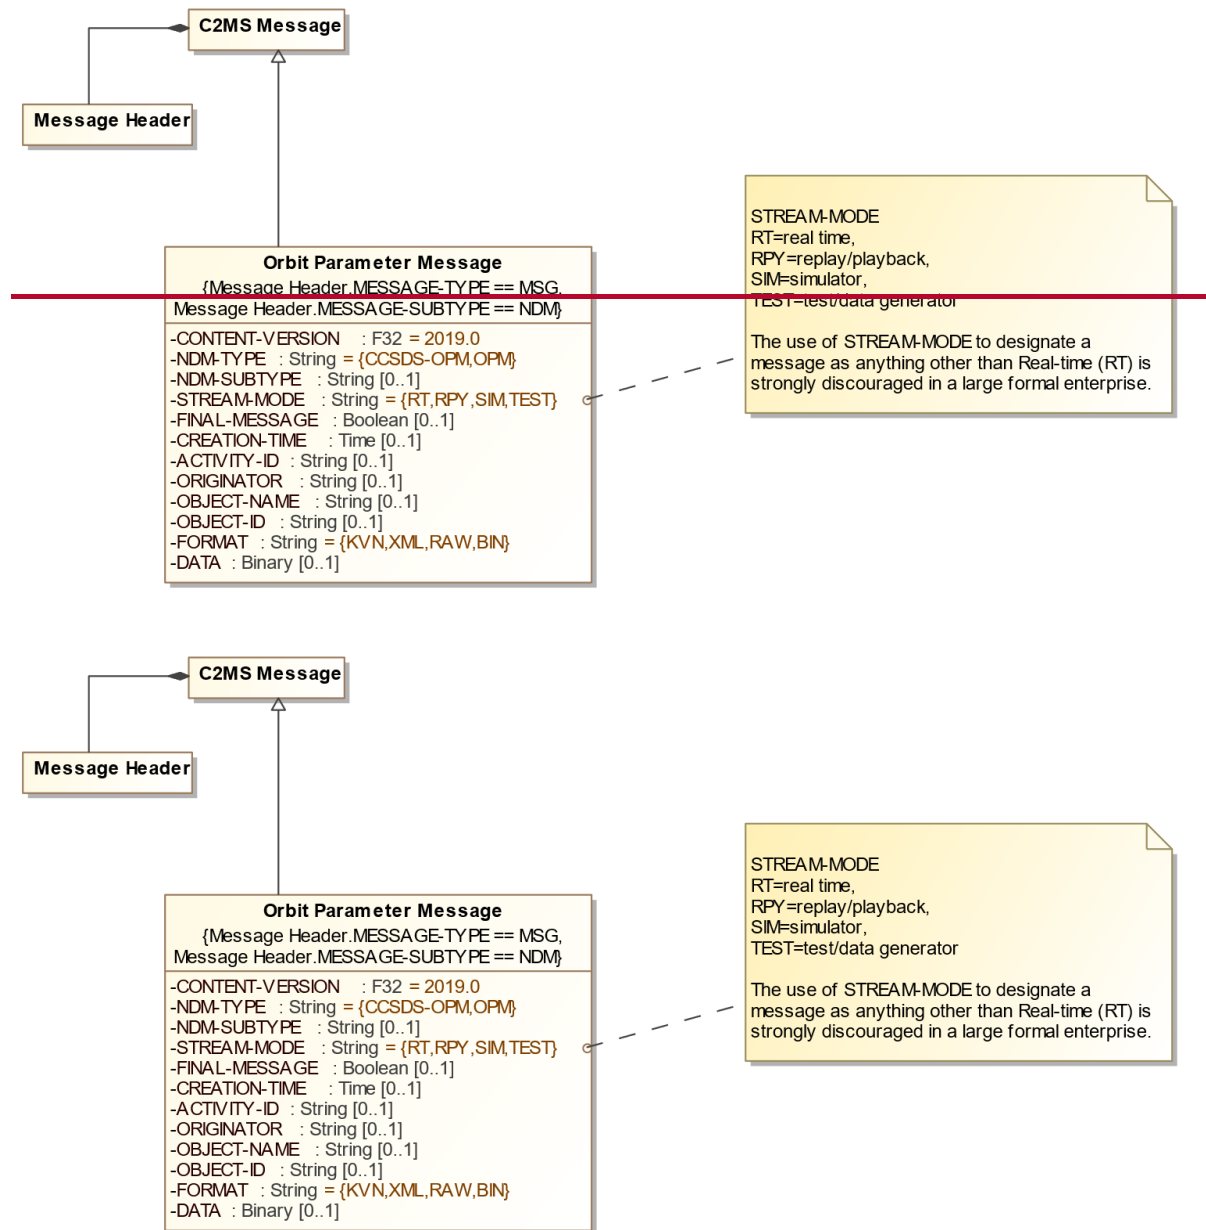 C2MS Message
Message Header
STREAM-MODE
RT=real time,
RPY=replay/playback,
SIM=simulator,
TEST=test/data generator
The use of STREAM-MODE to designate a
message as anything other than Real-time (RT) is
strongly discouraged in a large formal enterprise.
Orbit Parameter Message
{Message Header.MESSAGE-TYPE == MSG,
Message Header.MESSAGE-SUBTYPE == NDM}
-CONTENT-VERSION : F32 = 2019.0
-NDM-TYPE : String = {CCSDS-OPM,OPM}
-NDM-SUBTYPE : String [0..1]
-STREAM-MODE : String = {RT,RPY,SIM,TEST}
-FINAL-MESSAGE : Boolean [0..1]
-CREATION-TIME : Time [0..1]
-ACTIVITY-ID : String [0..1]
-ORIGINATOR : String [0..1]
-OBJECT-NAME : String [0..1]
-OBJECT-ID : String [0..1]
-FORMAT : String = {KVN,XML,RAW,BIN}
-DATA : Binary [0..1]
C2MS Message
Message Header
STREAM-MODE
RT=real time,
RPY=replay/playback,
SIM=simulator,
TEST=test/data generator
The use of STREAM-MODE to designate a
message as anything other than Real-time (RT) is
strongly discouraged in a large formal enterprise.
Orbit Parameter Message
{Message Header.MESSAGE-TYPE == MSG,
Message Header.MESSAGE-SUBTYPE == NDM}
-CONTENT-VERSION : F32 = 2019.0
-NDM-TYPE : String = {CCSDS-OPM,OPM}
-NDM-SUBTYPE : String [0..1]
-STREAM-MODE : String = {RT,RPY,SIM,TEST}
-FINAL-MESSAGE : Boolean [0..1]
-CREATION-TIME : Time [0..1]
-ACTIVITY-ID : String [0..1]
-ORIGINATOR : String [0..1]
-OBJECT-NAME : String [0..1]
-OBJECT-ID : String [0..1]
-FORMAT : String = {KVN,XML,RAW,BIN}
-DATA : Binary [0..1]